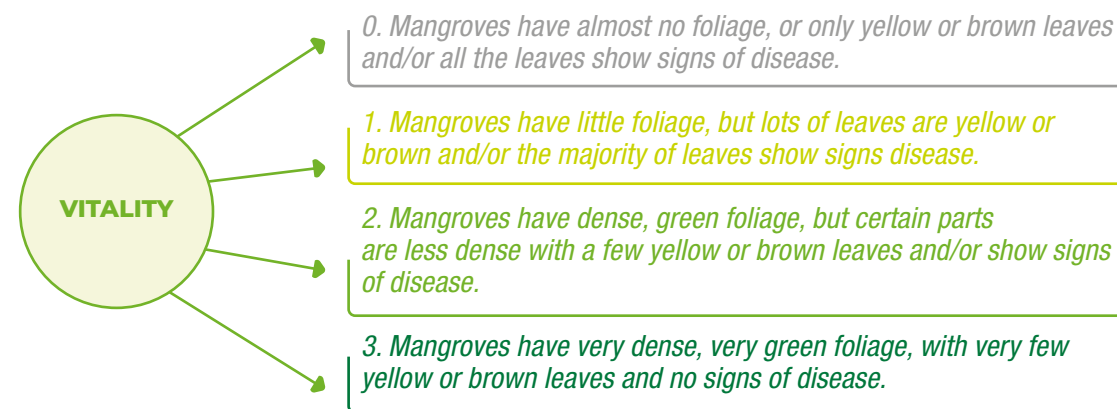 0. Mangroves have almost no foliage, or only yellow or brown leaves
and/or all the leaves show signs of disease.
1. Mangroves have little foliage, but lots of leaves are yellow or
brown and/or the majority of leaves show signs disease.
VITALITY
2. Mangroves have dense, green foliage, but certain parts
are less dense with a few yellow or brown leaves and/or show signs
of disease.
3. Mangroves have very dense, very green foliage, with very few
yellow or brown leaves and no signs of disease.